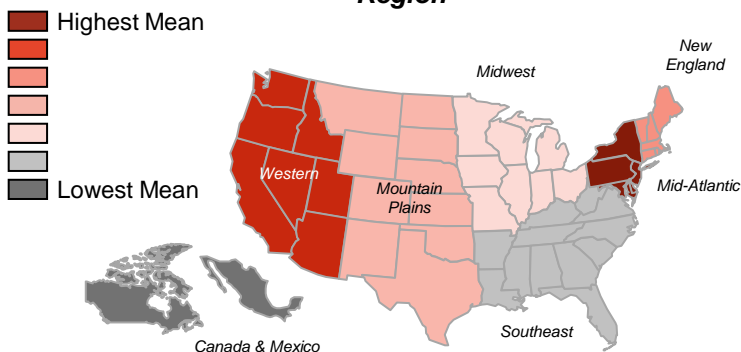 Region
Highest Mean
New
England
Midwest
Western
Mountain
Plains
Mid-Atlantic
Lowest Mean
Southeast
Canada & Mexico